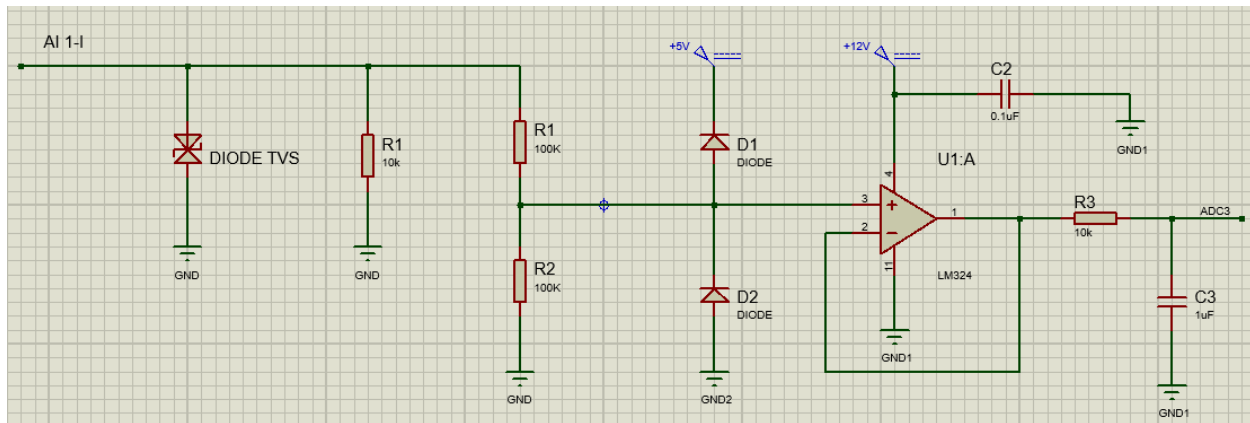 AI 1-I
DIODE TVS
GND
R1
10k
GND
R1
100K
R2
100K
GND
+5V
D1
DIODE
D2
DIODE
GND2
+12V
C2
0.1uF
GND1
U1:A
4
3
2
1
11
LM324
GND1
R3
10k
ADC3
C3
1uF
GND1